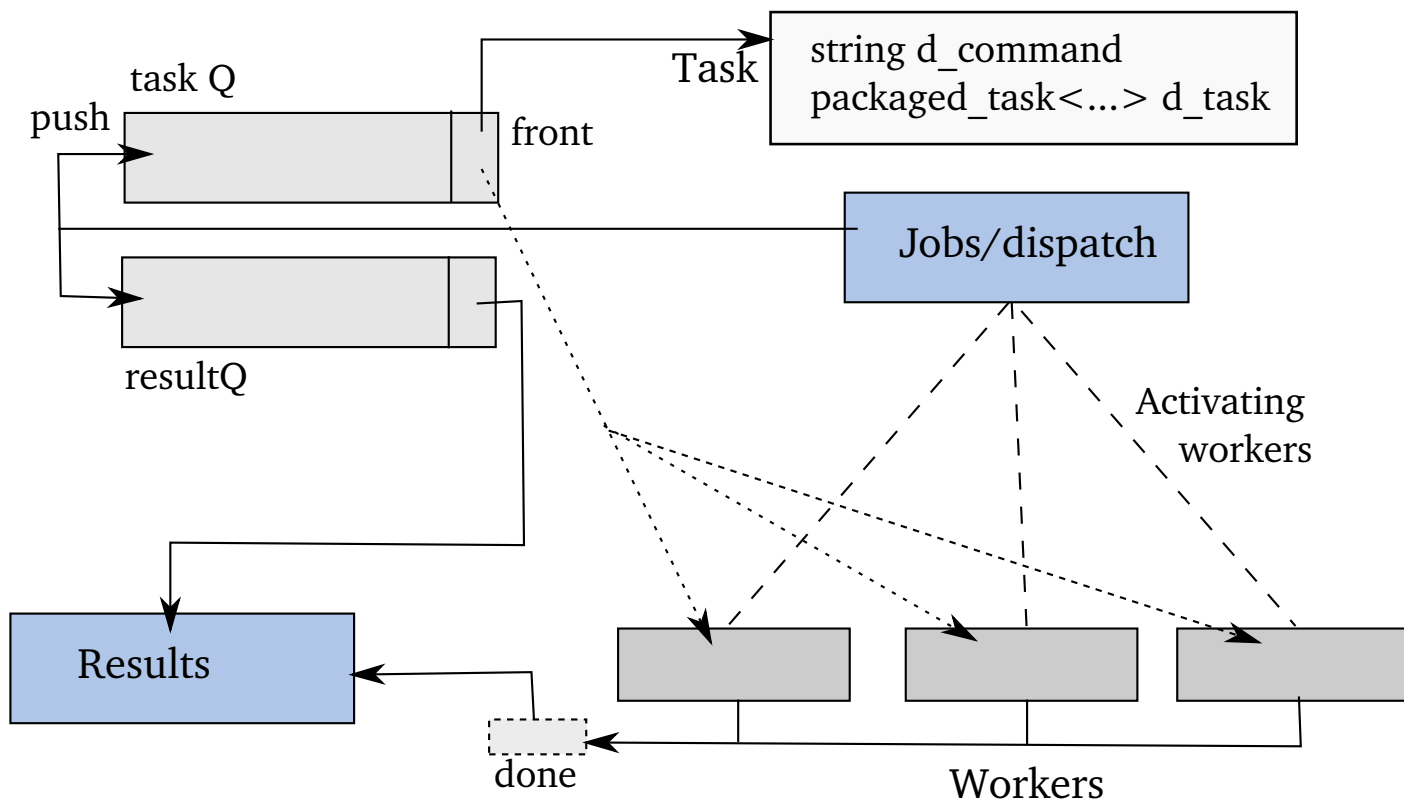 task Q
push
front
Task
string d_command
packaged_task<...> d_task
Jobs/dispatch
resultQ
Activating
workers
Results
done
Workers